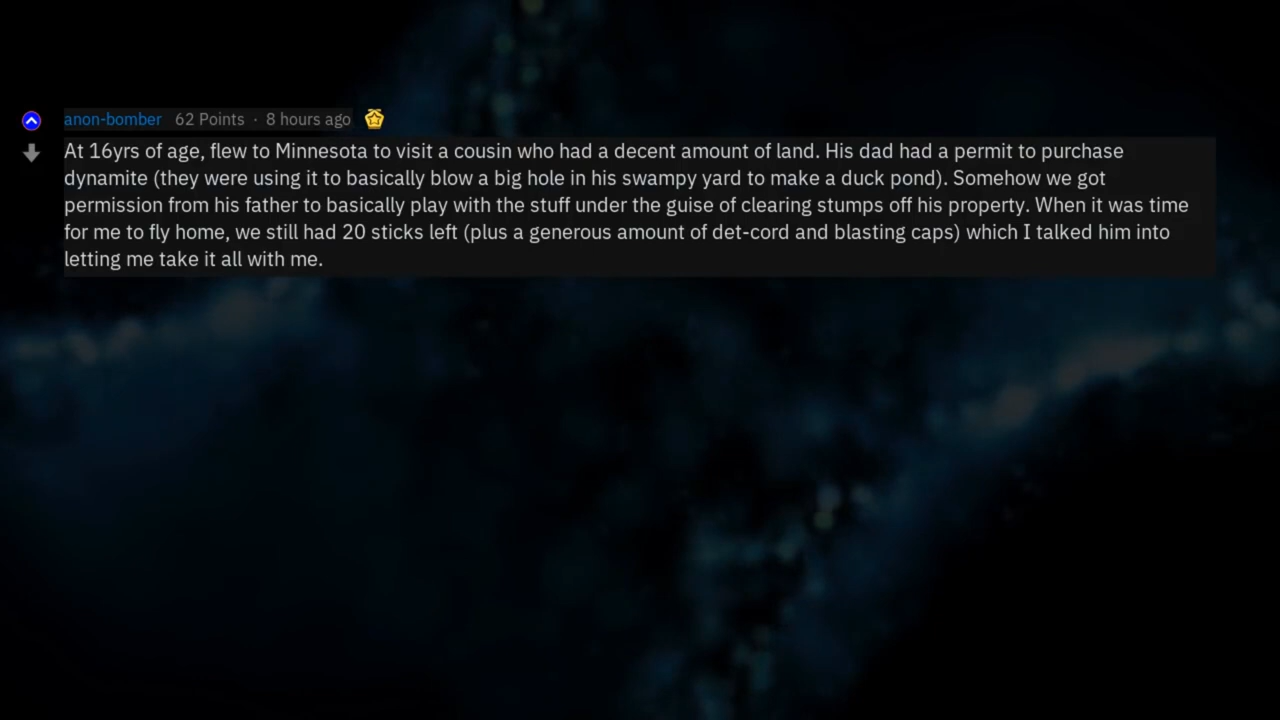 anon-bomber 62 Points · 8 hours ago
At 16yrs of age, flew to Minnesota to visit a cousin who had a decent amount of land. His dad had a permit to purchase
dynamite (they were using it to basically blow a big hole in his swampy yard to make a duck pond). Somehow we got
permission from his father to basically play with the stuff under the guise of clearing stumps off his property. When it was time
for me to fly home, we still had 20 sticks left (plus a generous amount of det-cord and blasting caps) which I talked him into
letting me take it all with me.